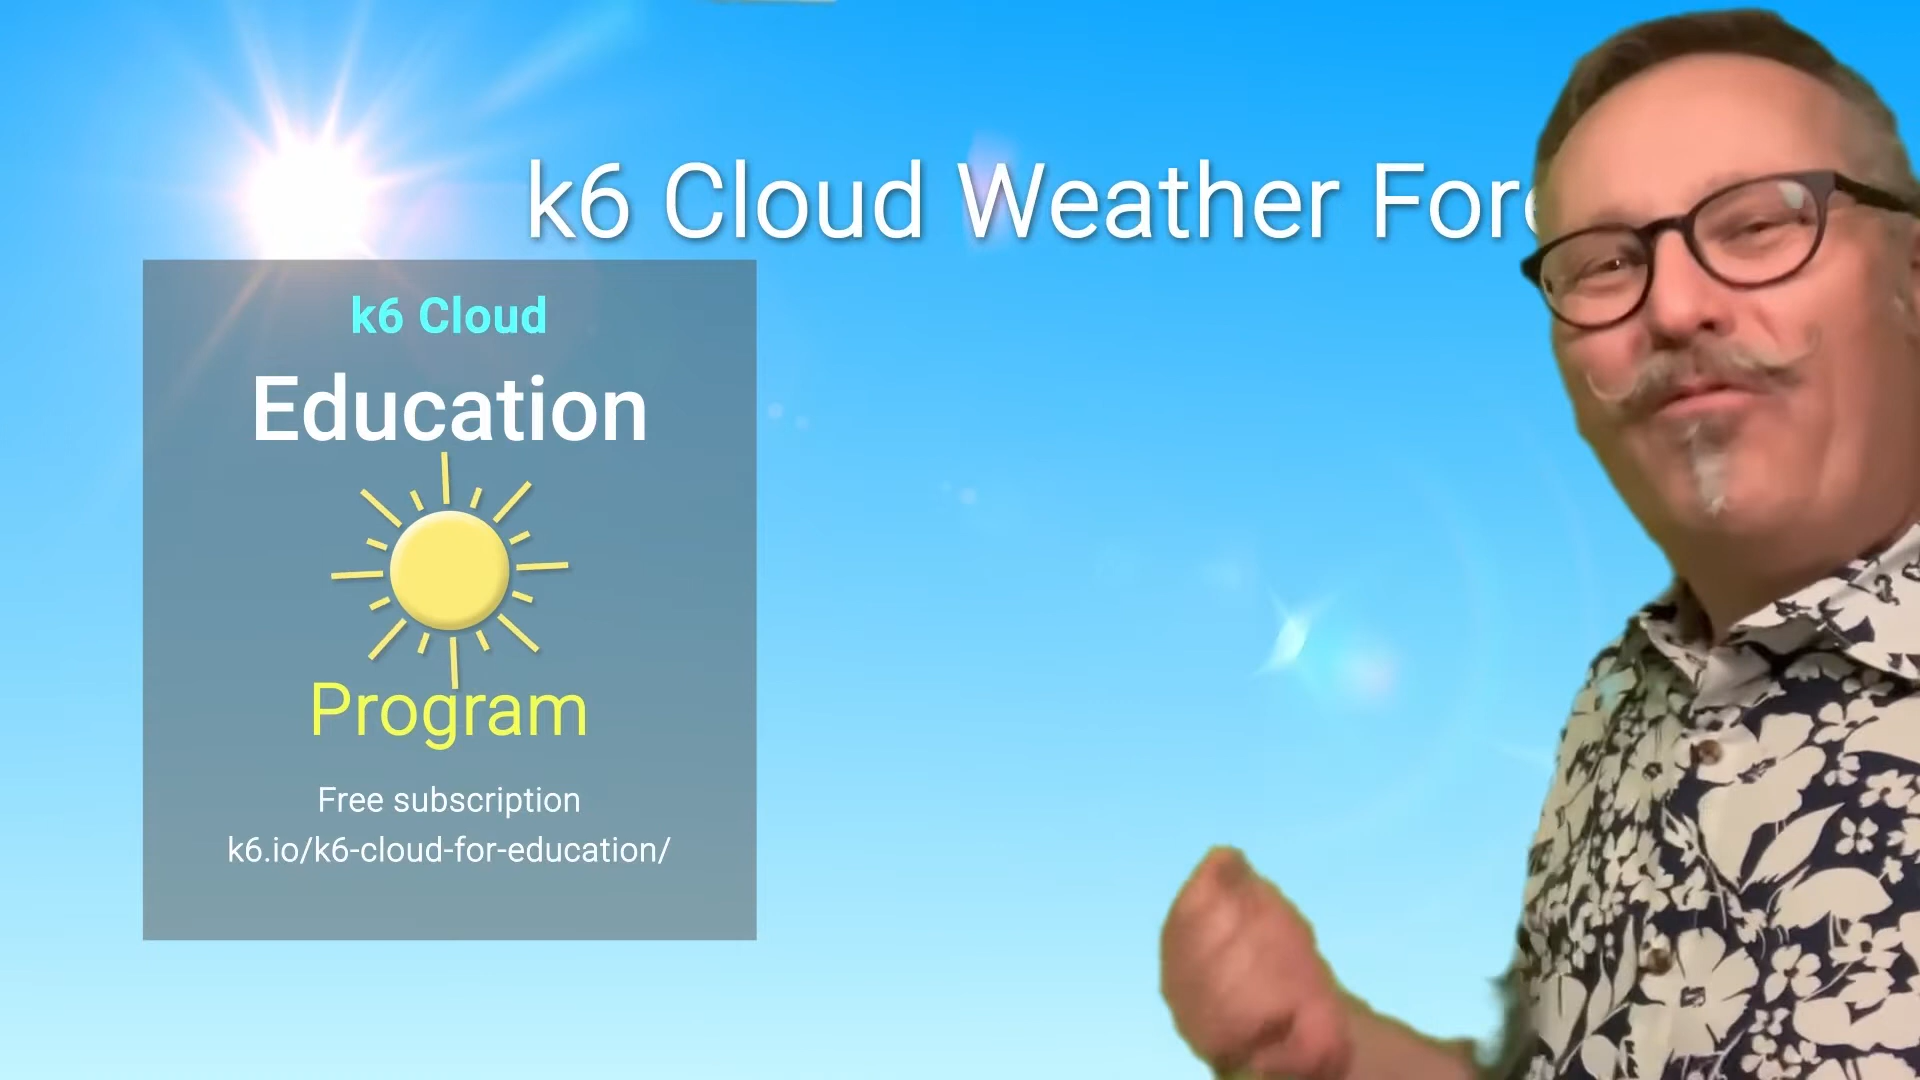 k6 Cloud Weather Fore
k6 Cloud
Education
Program
Free subscription
k6.io/k6-cloud-for-education/